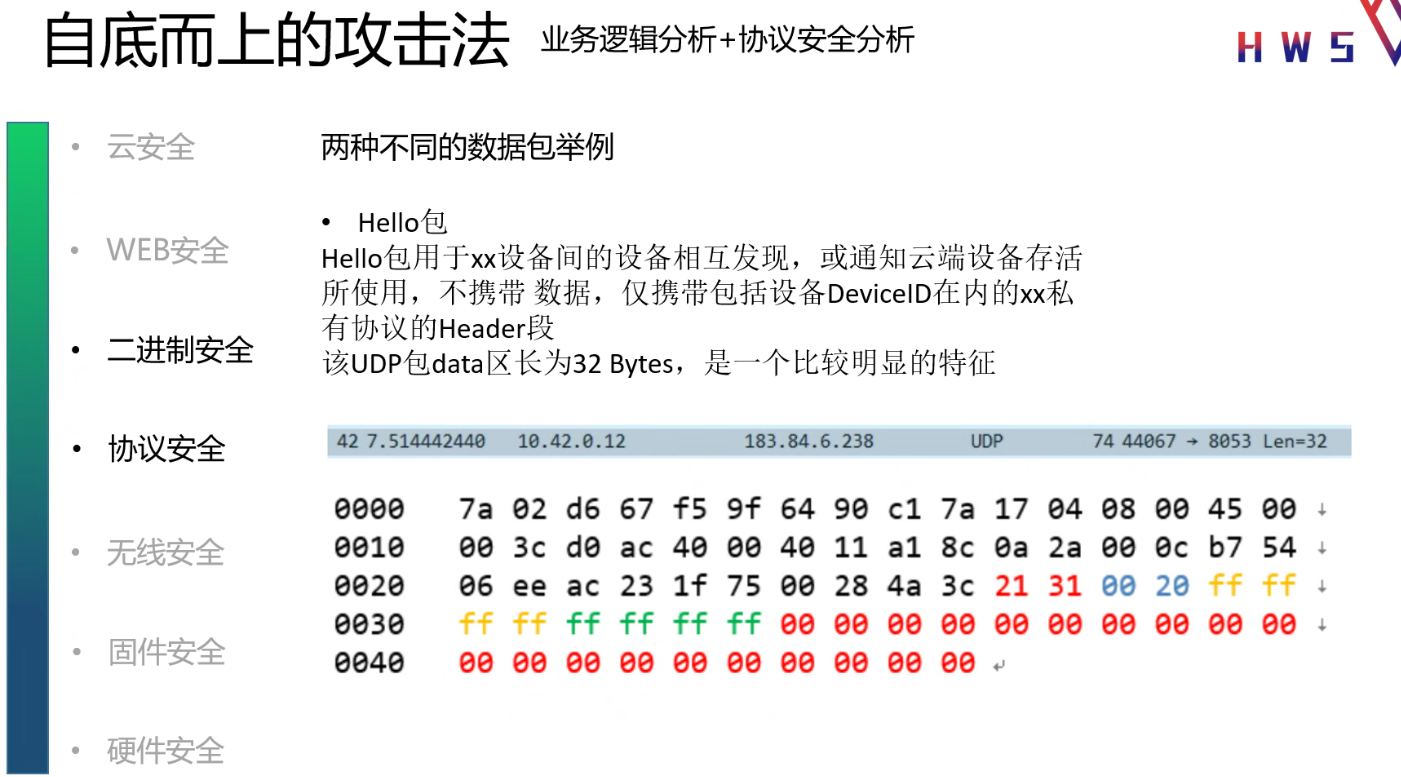 自底而上的攻击法 业务逻辑分析+协议安全分析
HWS
• 云安全
• WEB安全
• 二进制安全
• 协议安全
• 无线安全
• 固件安全
• 硬件安全
两种不同的数据包举例
• Hello包
Hello包用于xx设备间的设备相互发现，或通知云端设备存活
所使用，不携带 数据，仅携带包括设备DeviceID在内的xx私
有协议的Header段
该UDP包data区长为32 Bytes，是一个比较明显的特征
42 7.514442440 10.42.0.12 183.84.6.238 UDP 74 44067 → 8053 Len=32
0000 7a 02 d6 67 f5 9f 64 90 c1 7a 17 04 08 00 45 00 ↓
0010 00 3c d0 ac 40 00 40 11 a1 8c 0a 2a 00 0c b7 54 ↓
0020 06 ee ac 23 1f 75 00 28 4a 3c 21 31 00 20 ff ff ↓
0030 ff ff ff ff ff ff 00 00 00 00 00 00 00 00 00 00 ↓
0040 00 00 00 00 00 00 00 00 00 00 ↵